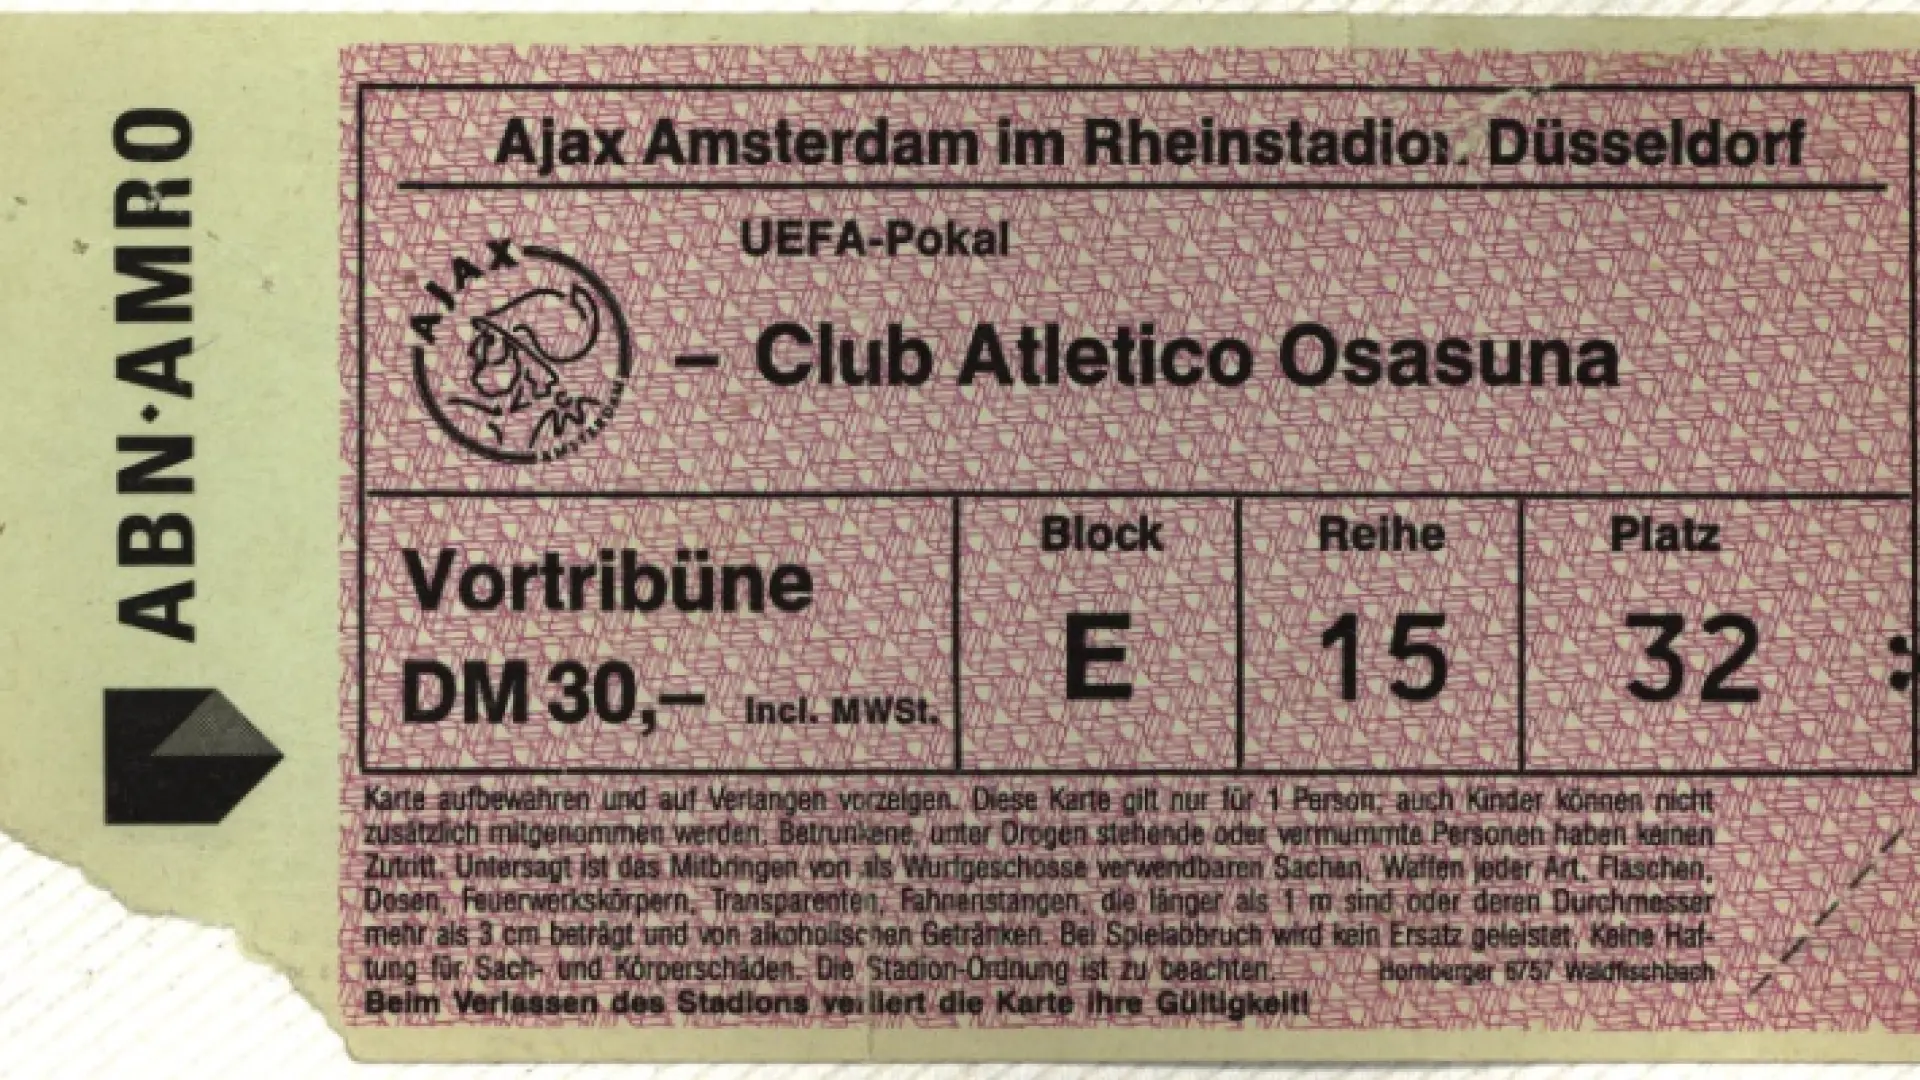 ABN·AMRO
Ajax Amsterdam im Rheinstadion, Düsseldorf
UEFA-Pokal
AJAX
AMSTERDAM
– Club Atletico Osasuna
Vortribüne
DM 30,– incl. MWSt.
Block
E
Reihe
15
Platz
32
Karte aufbewahren und auf Verlangen vorzeigen. Diese Karte gilt nur für 1 Person, auch Kinder können nicht
zusätzlich mitgenommen werden. Betrunkene, unter Drogen stehende oder vermummte Personen haben keinen
Zutritt. Untersagt ist das Mitbringen von als Wurfgeschosse verwendbaren Sachen, Waffen jeder Art, Flaschen,
Dosen, Feuerwerkskörpern, Transparenten, Fahnenstangen, die länger als 1 m sind oder deren Durchmesser
mehr als 3 cm beträgt und von alkoholischen Getränken. Bei Spielabbruch wird kein Ersatz geleistet. Keine Haf-
tung für Sach- und Körperschäden. Die Stadion-Ordnung ist zu beachten. Hornberger 6757 Waldfischbach
Beim Verlassen des Stadions verliert die Karte ihre Gültigkeit!